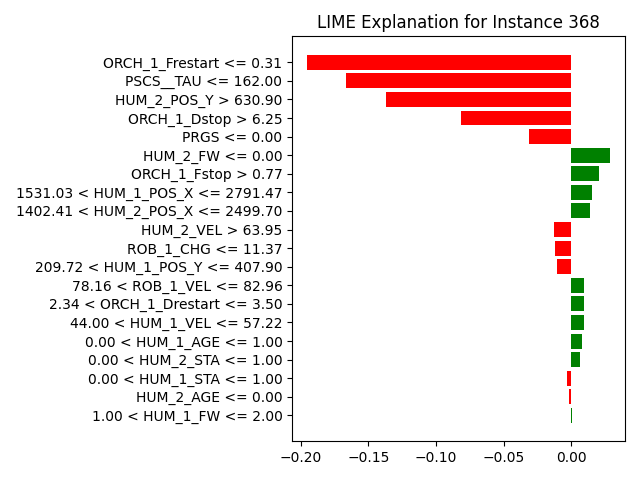 LIME Explanation for Instance 368
ORCH_1_Frestart <= 0.31
PSCS__TAU <= 162.00
HUM_2_POS_Y > 630.90
ORCH_1_Dstop > 6.25
PRGS <= 0.00
HUM_2_FW <= 0.00
ORCH_1_Fstop > 0.77
1531.03 < HUM_1_POS_X <= 2791.47
1402.41 < HUM_2_POS_X <= 2499.70
HUM_2_VEL > 63.95
ROB_1_CHG <= 11.37
209.72 < HUM_1_POS_Y <= 407.90
78.16 < ROB_1_VEL <= 82.96
2.34 < ORCH_1_Drestart <= 3.50
44.00 < HUM_1_VEL <= 57.22
0.00 < HUM_1_AGE <= 1.00
0.00 < HUM_2_STA <= 1.00
0.00 < HUM_1_STA <= 1.00
HUM_2_AGE <= 0.00
1.00 < HUM_1_FW <= 2.00
−0.20 −0.15 −0.10 −0.05 0.00